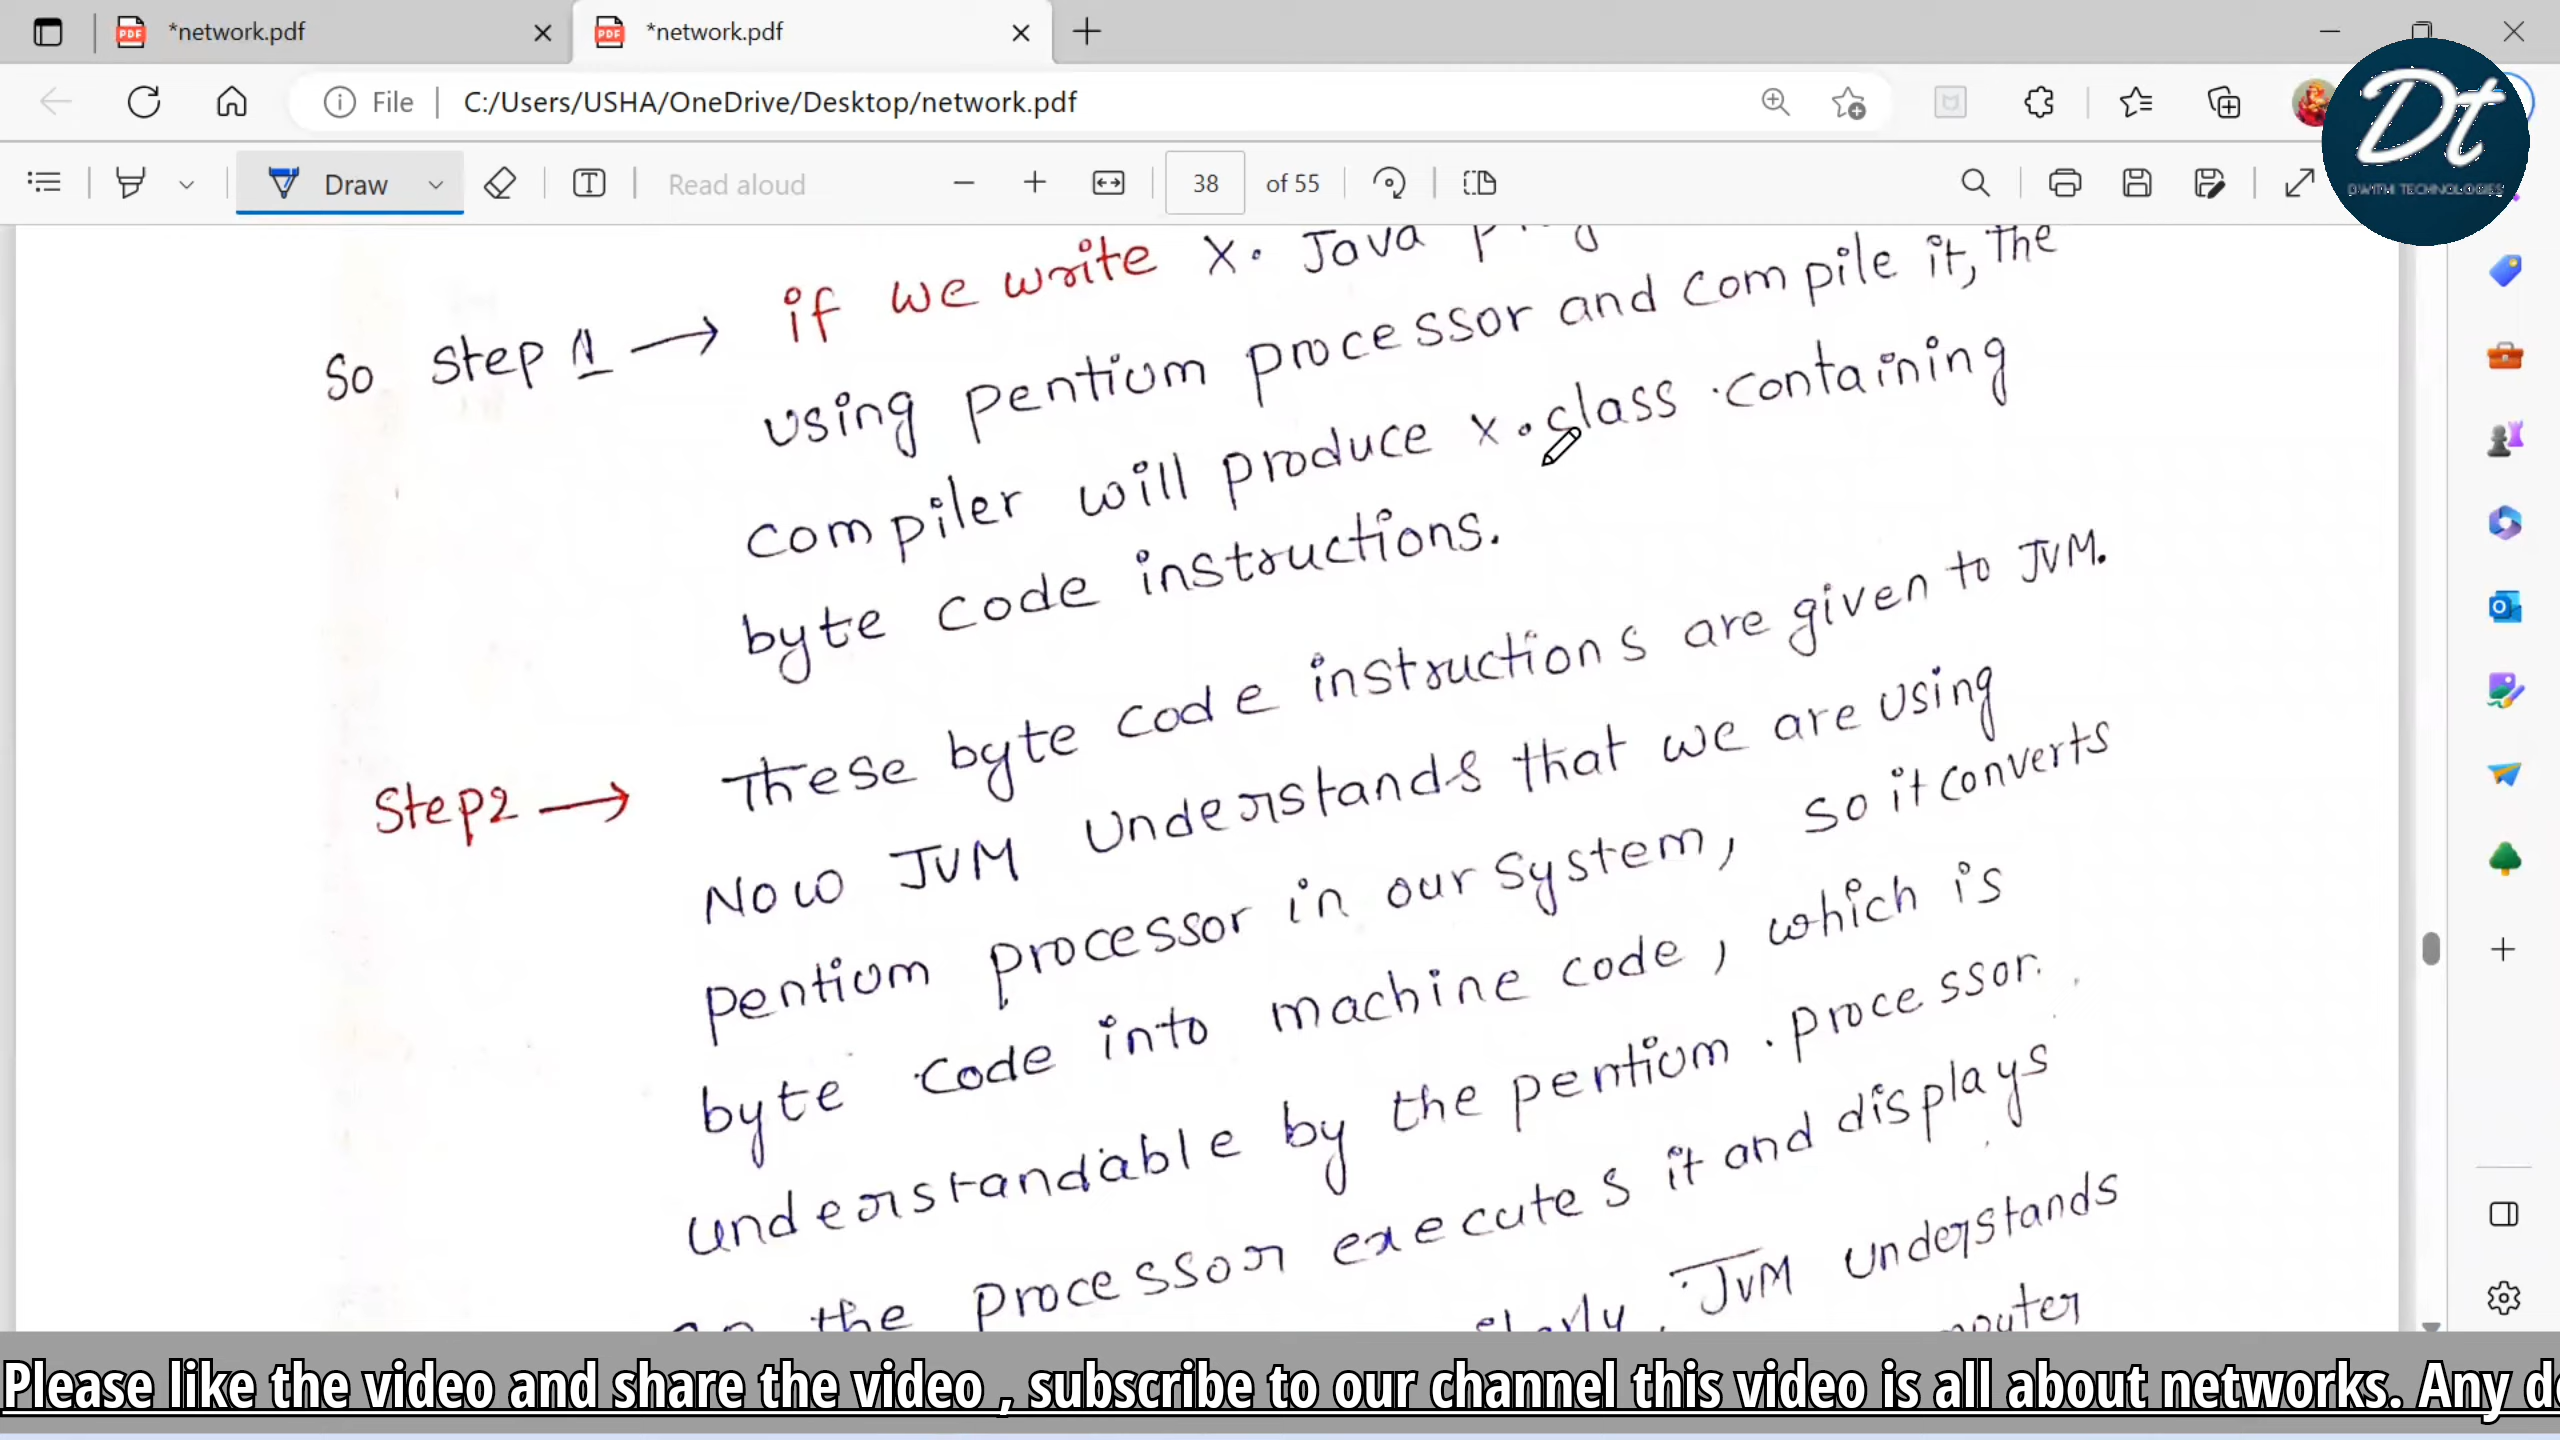 *network.pdf
*network.pdf
File
C:/Users/USHA/OneDrive/Desktop/network.pdf
Draw
Read aloud
38 of 55
Dt
DWITHI TECHNOLOGIES
So Step 1 → if we write X. Java
using pentium processor and compile it, the
compiler will produce x.class containing
byte code instructions.
Step2 → These byte code instructions are given to JVM.
Now JVM Understands that we are using
pentium processor in our system, so it converts
byte code into machine code, which is
understandable by the pentium processor.
the processor executes it and displays
JVM understands
Please like the video and share the video , subscribe to our channel this video is all about networks. Any